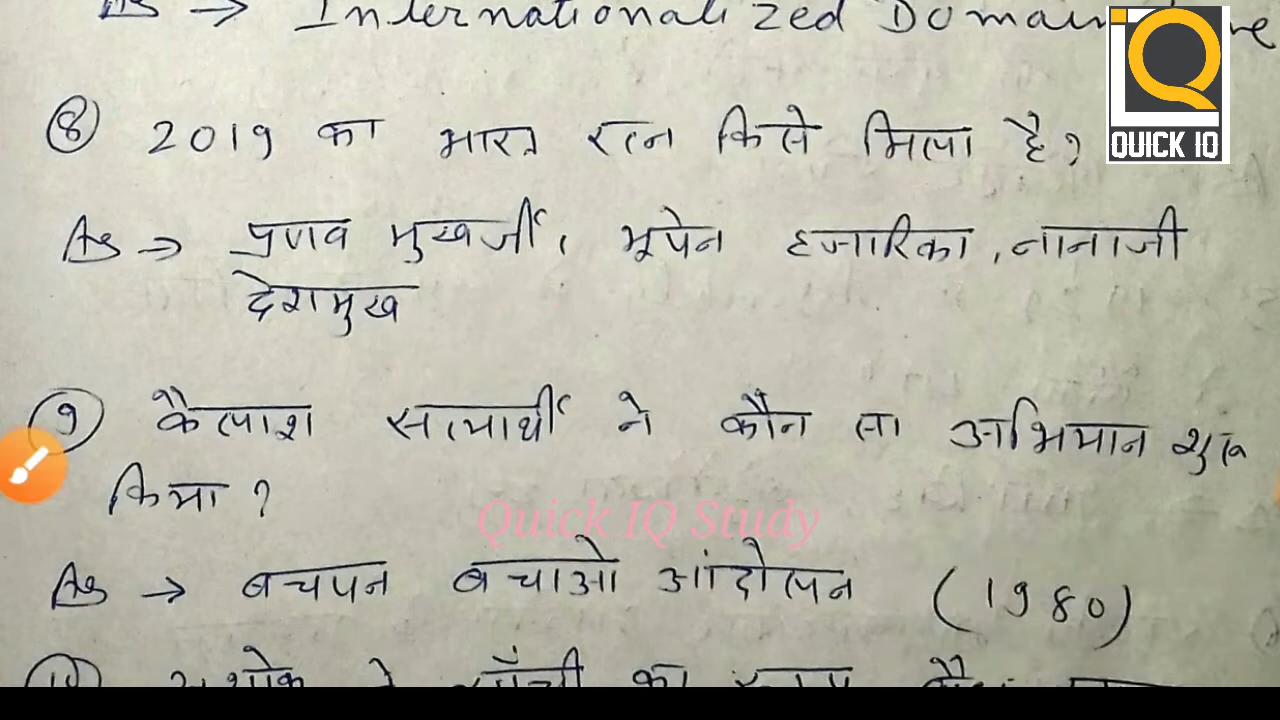 Ans → Internationalized Domain
QUICK IQ
⑧ 2019 का भारत रत्न किसे मिला है?
Ans → प्रणव मुखर्जी, भूपेन हजारिका, नानाजी
देशमुख
⑨ कैलाश सत्यार्थी ने कौन सा अभियान शुरू
किया ?
Quick IQ Study
Ans → बचपन बचाओ आंदोलन (1980)